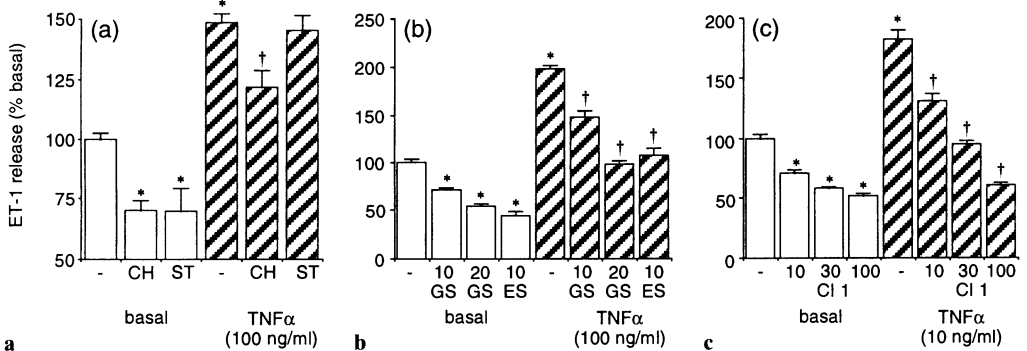 ET-1 release (% basal)
150
125
100
75
50
(a)
*
*
*
†
- CH ST - CH ST
basal
TNFα
(100 ng/ml)
a
250
200
150
100
50
0
(b)
*
*
*
*
†
†
†
- 10 20 10 - 10 20 10
GS GS ES GS GS ES
basal
TNFα
(100 ng/ml)
b
200
150
100
50
0
(c)
*
*
*
*
†
†
†
- 10 30 100 - 10 30 100
CI 1 CI 1
basal
TNFα
(10 ng/ml)
c